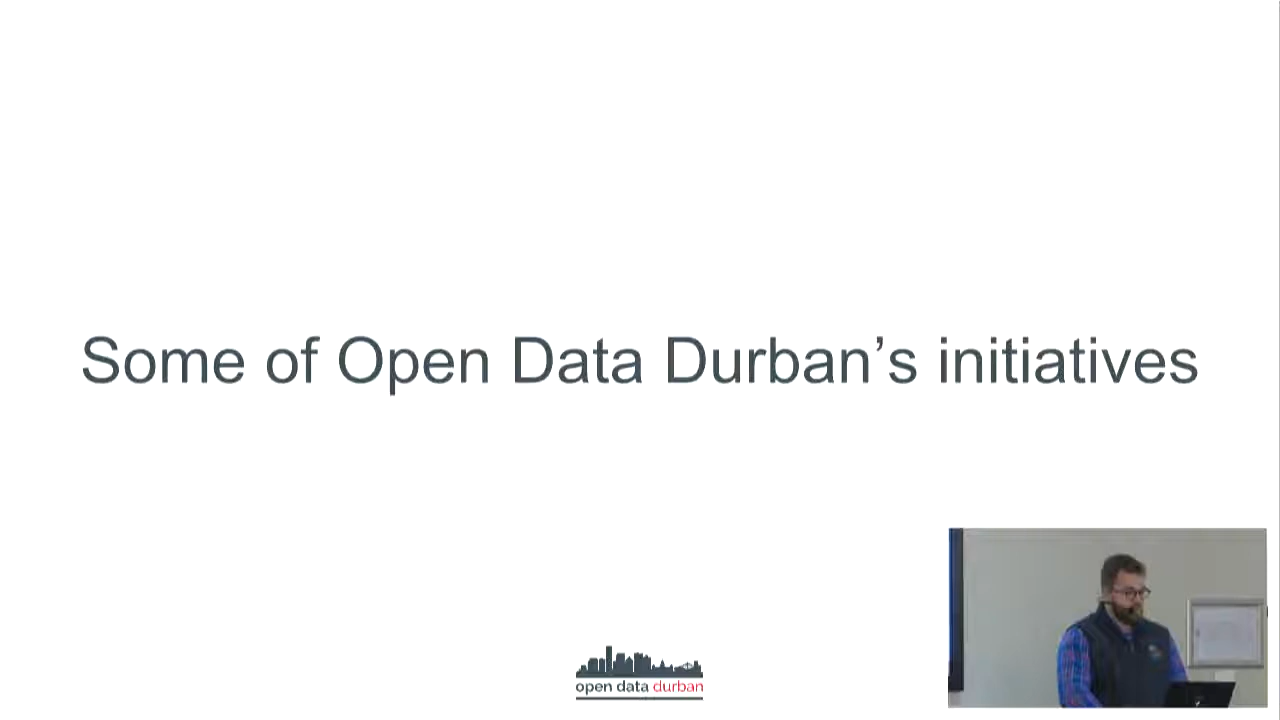 Some of Open Data Durban’s initiatives
open data durban